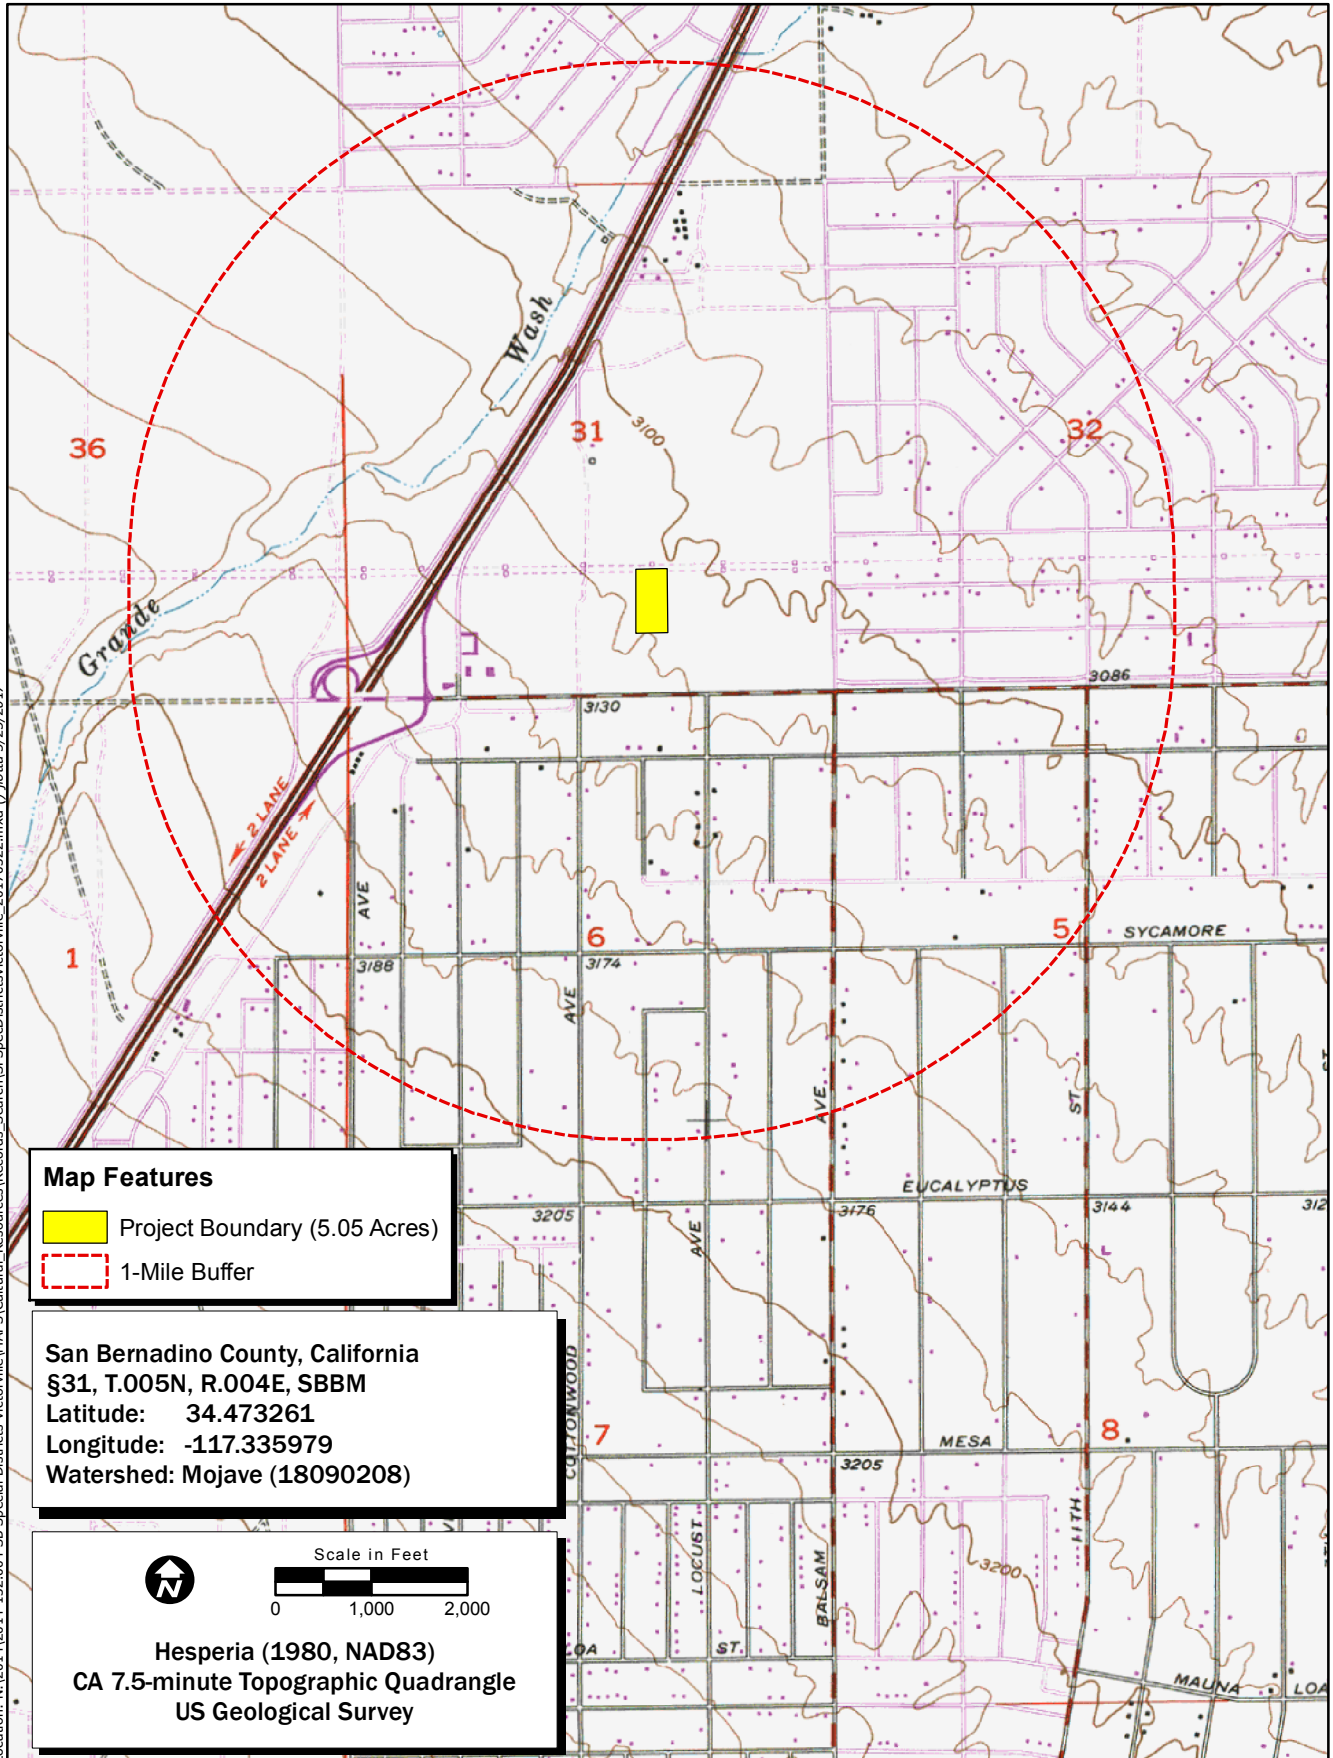 Wash
36
31
3100
32
Grande
3086
3130
2 LANE
2 LANE
AVE
6
5
SYCAMORE
1
3188
3174
AVE
AVE
ST
Map Features
EUCALYPTUS
Project Boundary (5.05 Acres)
3205
AVE
3176
3144
312
1-Mile Buffer
San Bernadino County, California
§31, T.005N, R.004E, SBBM
Latitude: 34.473261
Longitude: -117.335979
Watershed: Mojave (18090208)
COTTONWOOD
7
MESA
8
3205
LOCUST
BALSAM
11TH
3200
Scale in Feet
0 1,000 2,000
N
Hesperia (1980, NAD83)
CA 7.5-minute Topographic Quadrangle
US Geological Survey
OA
ST.
MAUNA LOA